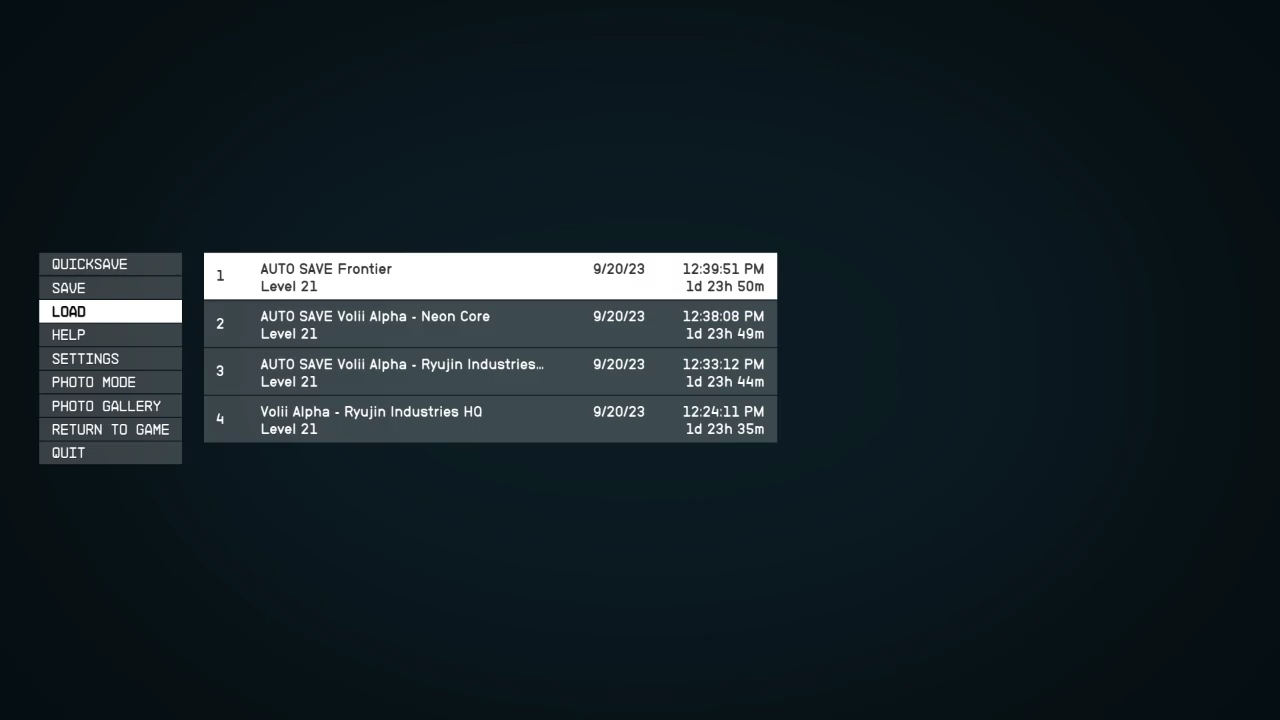 QUICKSAVE
SAVE
LOAD
HELP
SETTINGS
PHOTO MODE
PHOTO GALLERY
RETURN TO GAME
QUIT
1 AUTO SAVE Frontier 9/20/23 12:39:51 PM
Level 21 1d 23h 50m
2 AUTO SAVE Volii Alpha - Neon Core 9/20/23 12:38:08 PM
Level 21 1d 23h 49m
3 AUTO SAVE Volii Alpha - Ryujin Industries... 9/20/23 12:33:12 PM
Level 21 1d 23h 44m
4 Volii Alpha - Ryujin Industries HQ 9/20/23 12:24:11 PM
Level 21 1d 23h 35m